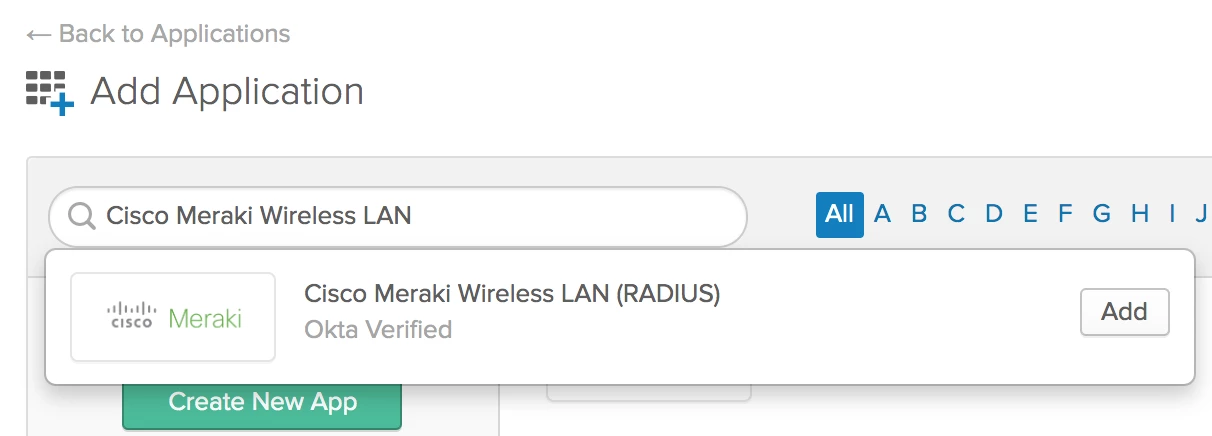 ← Back to Applications
Add Application
Cisco Meraki Wireless LAN
All A B C D E F G H I J
CISCO Meraki
Cisco Meraki Wireless LAN (RADIUS)
Okta Verified
Add
Create New App